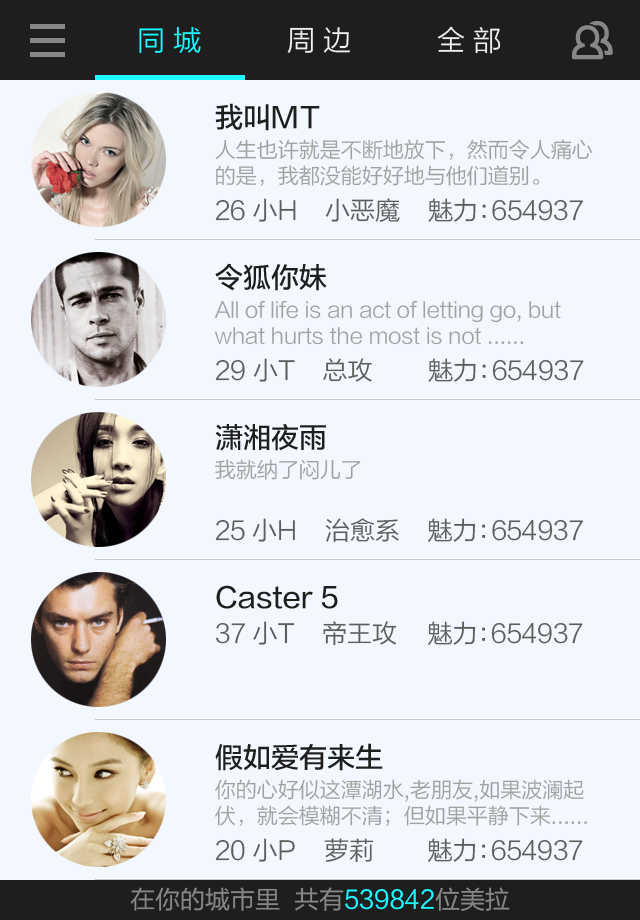 同城 周边 全部
我叫MT
人生也许就是不断地放下，然而令人痛心
的是，我都没能好好地与他们道别。
26 小H 小恶魔 魅力：654937
令狐你妹
All of life is an act of letting go, but
what hurts the most is not ......
29 小T 总攻 魅力：654937
潇湘夜雨
我就纳了闷儿了
25 小H 治愈系 魅力：654937
Caster 5
37 小T 帝王攻 魅力：654937
假如爱有来生
你的心好似这潭湖水,老朋友,如果波澜起
伏，就会模糊不清；但如果平静下来......
20 小P 萝莉 魅力：654937
在你的城市里 共有539842位美拉